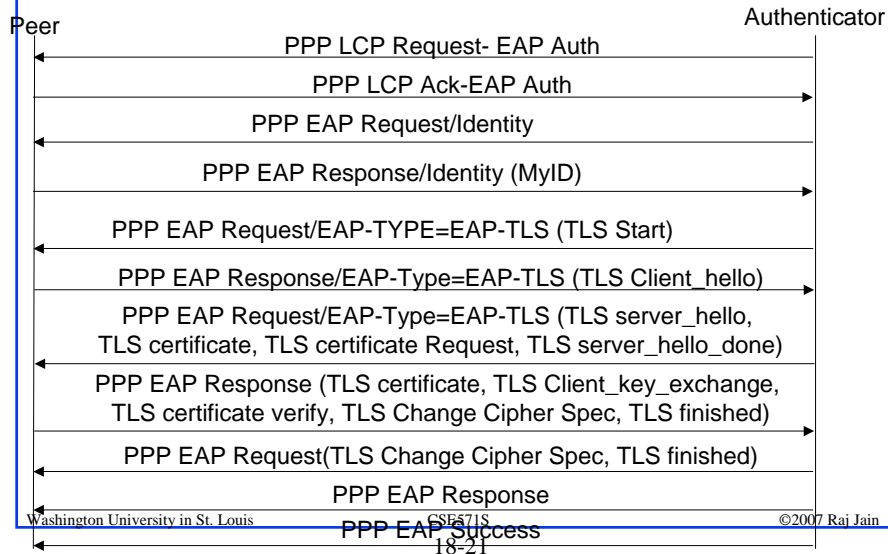 Peer
Authenticator
PPP LCP Request- EAP Auth
PPP LCP Ack-EAP Auth
PPP EAP Request/Identity
PPP EAP Response/Identity (MyID)
PPP EAP Request/EAP-TYPE=EAP-TLS (TLS Start)
PPP EAP Response/EAP-Type=EAP-TLS (TLS Client_hello)
PPP EAP Request/EAP-Type=EAP-TLS (TLS server_hello,
TLS certificate, TLS certificate Request, TLS server_hello_done)
PPP EAP Response (TLS certificate, TLS Client_key_exchange,
TLS certificate verify, TLS Change Cipher Spec, TLS finished)
PPP EAP Request(TLS Change Cipher Spec, TLS finished)
PPP EAP Response
Washington University in St. Louis
CSE571S
©2007 Raj Jain
PPP EAP Success
18-21